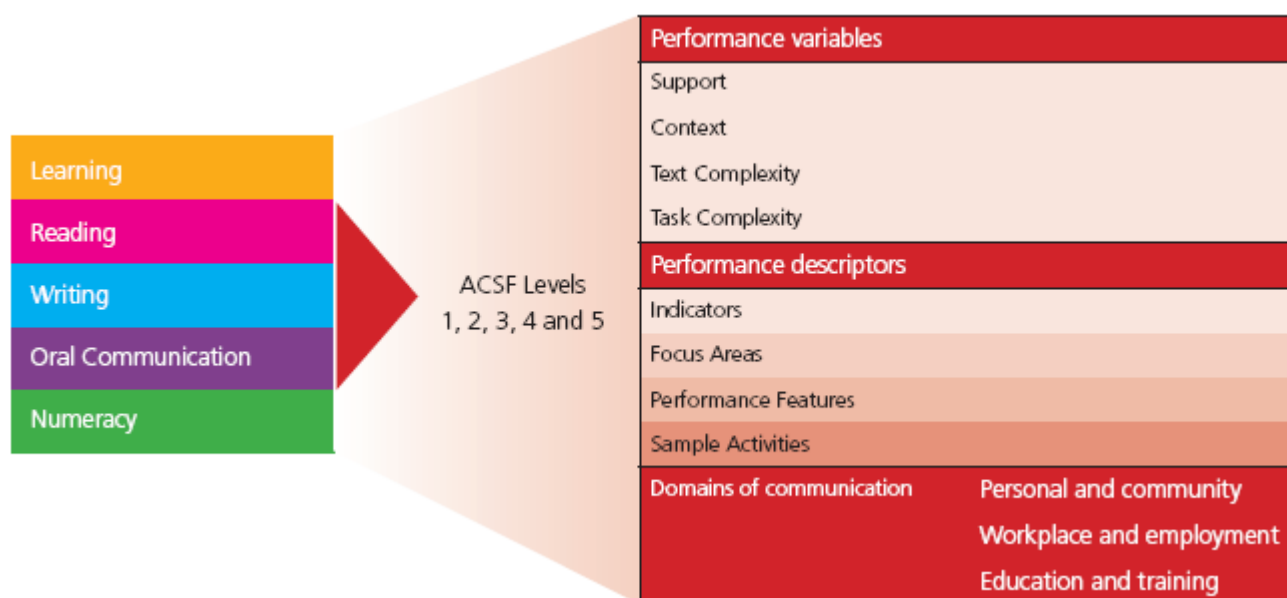 Learning
Reading
Writing
Oral Communication
Numeracy
ACSF Levels
1, 2, 3, 4 and 5
Performance variables
Support
Context
Text Complexity
Task Complexity
Performance descriptors
Indicators
Focus Areas
Performance Features
Sample Activities
Domains of communication
Personal and community
Workplace and employment
Education and training